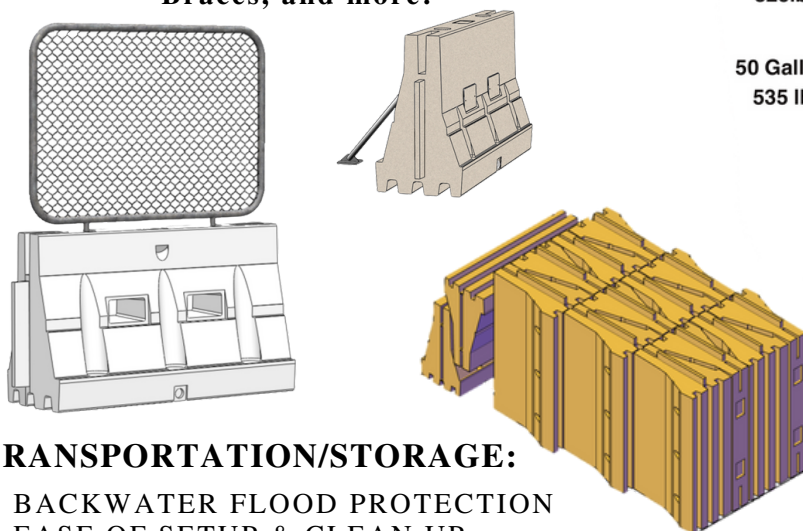 Braces, and more.
50 Gall
535 l
RANSPORTATION/STORAGE:
BACKWATER FLOOD PROTECTION
EASE OF SETUP & CLEAN UP